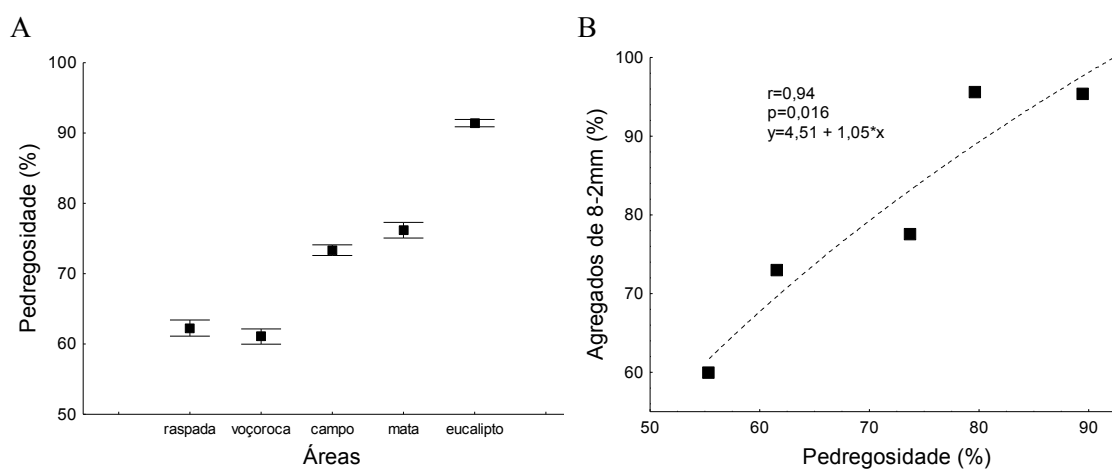 A
100
90
80
70
60
50
Pedregosidade (%)
raspada
voçoroca
campo
mata
eucalipto
Áreas
B
100
90
80
70
60
Agregados de 8-2mm (%)
r=0,94
p=0,016
y=4,51 + 1,05*x
50
60
70
80
90
Pedregosidade (%)